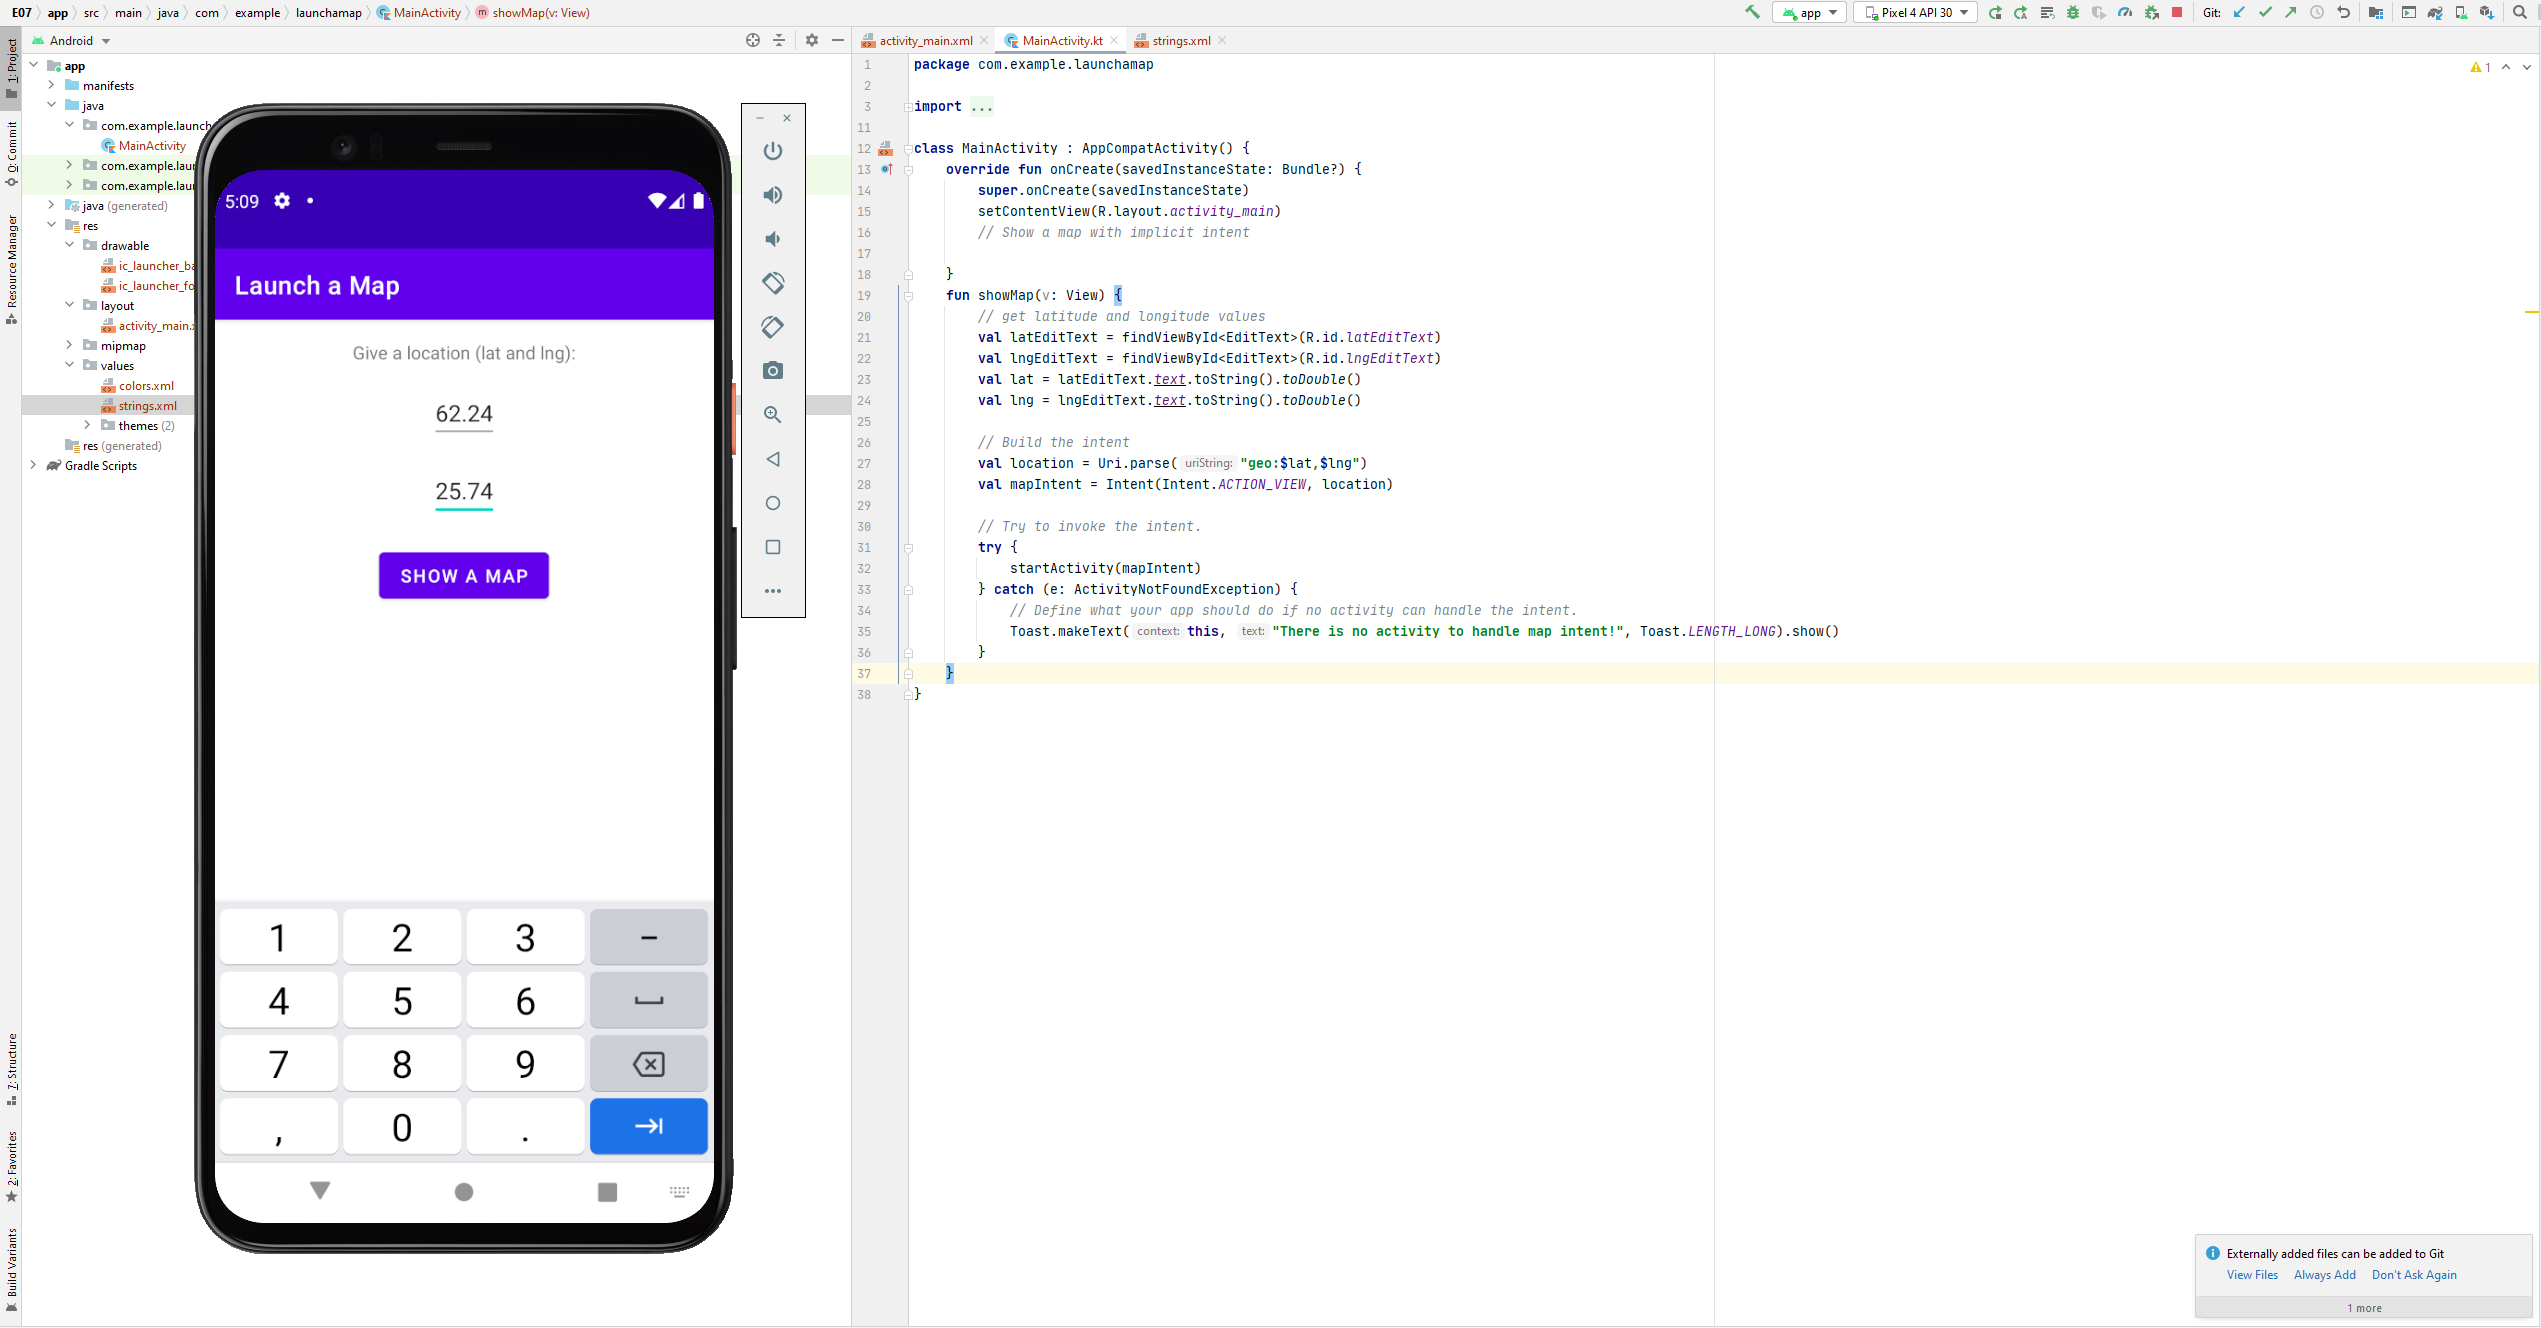 E07 app src main java com example launchamap MainActivity showMap(v: View)
app Pixel 4 API 30 Git:
Android
activity_main.xml MainActivity.kt strings.xml
1: Project
0: Commit
Resource Manager
7: Structure
2: Favorites
Build Variants
app
manifests
java
com.example.launch
MainActivity
com.example.lau
com.example.lau
java (generated)
res
drawable
ic_launcher_ba
ic_launcher_fo
layout
activity_main.x
mipmap
values
colors.xml
strings.xml
themes (2)
res (generated)
Gradle Scripts
5:09
Launch a Map
Give a location (lat and lng):
62.24
25.74
SHOW A MAP
1 2 3 –
4 5 6
7 8 9
, 0 .
1 package com.example.launchamap
2
3 import ...
11
12 class MainActivity : AppCompatActivity() {
13 override fun onCreate(savedInstanceState: Bundle?) {
14 super.onCreate(savedInstanceState)
15 setContentView(R.layout.activity_main)
16 // Show a map with implicit intent
17
18 }
19 fun showMap(v: View) {
20 // get latitude and longitude values
21 val latEditText = findViewById<EditText>(R.id.latEditText)
22 val lngEditText = findViewById<EditText>(R.id.lngEditText)
23 val lat = latEditText.text.toString().toDouble()
24 val lng = lngEditText.text.toString().toDouble()
25
26 // Build the intent
27 val location = Uri.parse( uriString: "geo:$lat,$lng")
28 val mapIntent = Intent(Intent.ACTION_VIEW, location)
29
30 // Try to invoke the intent.
31 try {
32 startActivity(mapIntent)
33 } catch (e: ActivityNotFoundException) {
34 // Define what your app should do if no activity can handle the intent.
35 Toast.makeText( context: this, text: "There is no activity to handle map intent!", Toast.LENGTH_LONG).show()
36 }
37 }
38 }
1
Externally added files can be added to Git
View Files Always Add Don't Ask Again
1 more